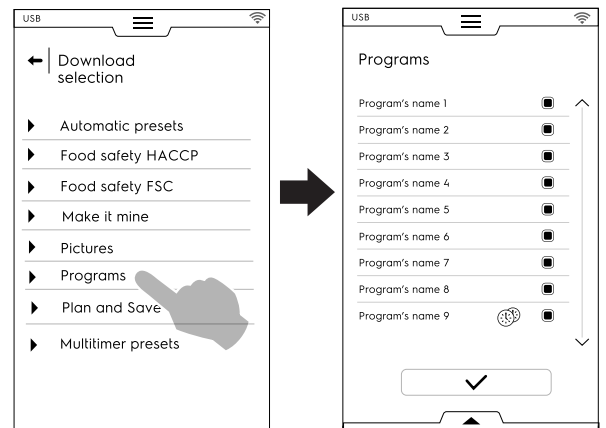 USB
Download
selection
Automatic presets
Food safety HACCP
Food safety FSC
Make it mine
Pictures
Programs
Plan and Save
Multitimer presets
USB
Programs
Program's name 1
Program's name 2
Program's name 3
Program's name 4
Program's name 5
Program's name 6
Program's name 7
Program's name 8
Program's name 9